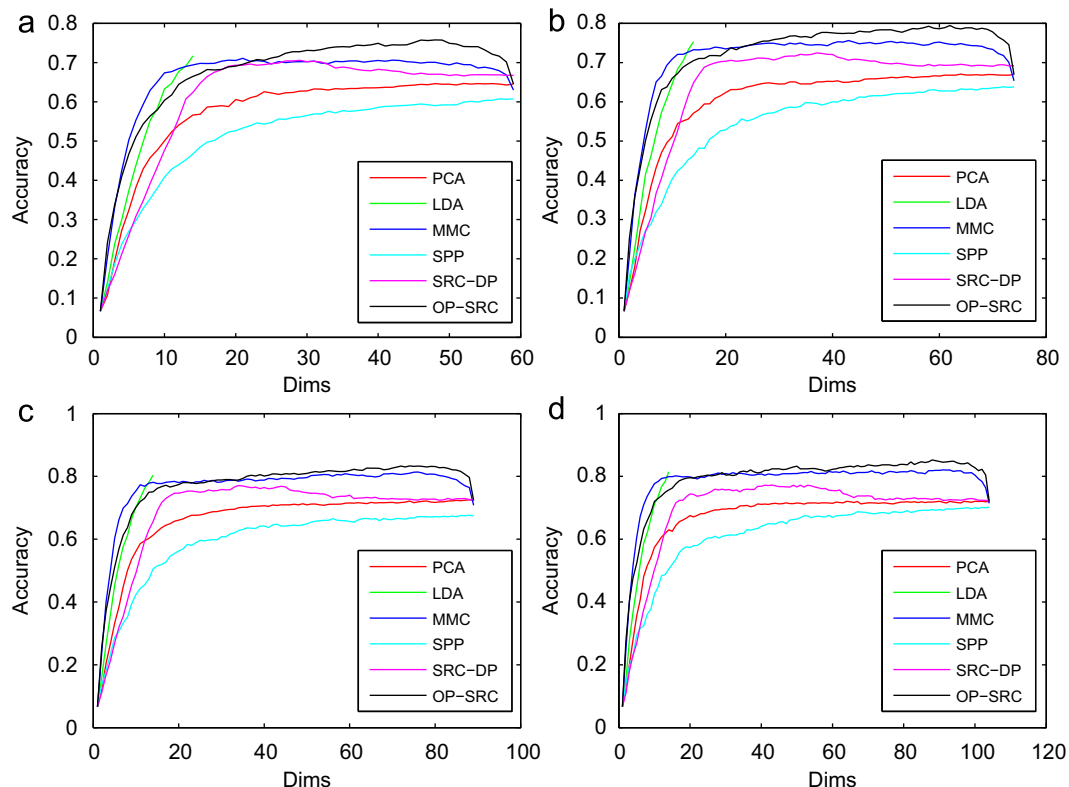 a
0.8
0.7
0.6
0.5
0.4
0.3
0.2
0.1
0
Accuracy
0 10 20 30 40 50 60
Dims
PCA
LDA
MMC
SPP
SRC−DP
OP−SRC
b
0.8
0.7
0.6
0.5
0.4
0.3
0.2
0.1
0
Accuracy
0 20 40 60 80
Dims
PCA
LDA
MMC
SPP
SRC−DP
OP−SRC
c
1
0.8
0.6
0.4
0.2
0
Accuracy
0 20 40 60 80 100
Dims
PCA
LDA
MMC
SPP
SRC−DP
OP−SRC
d
1
0.8
0.6
0.4
0.2
0
Accuracy
0 20 40 60 80 100 120
Dims
PCA
LDA
MMC
SPP
SRC−DP
OP−SRC